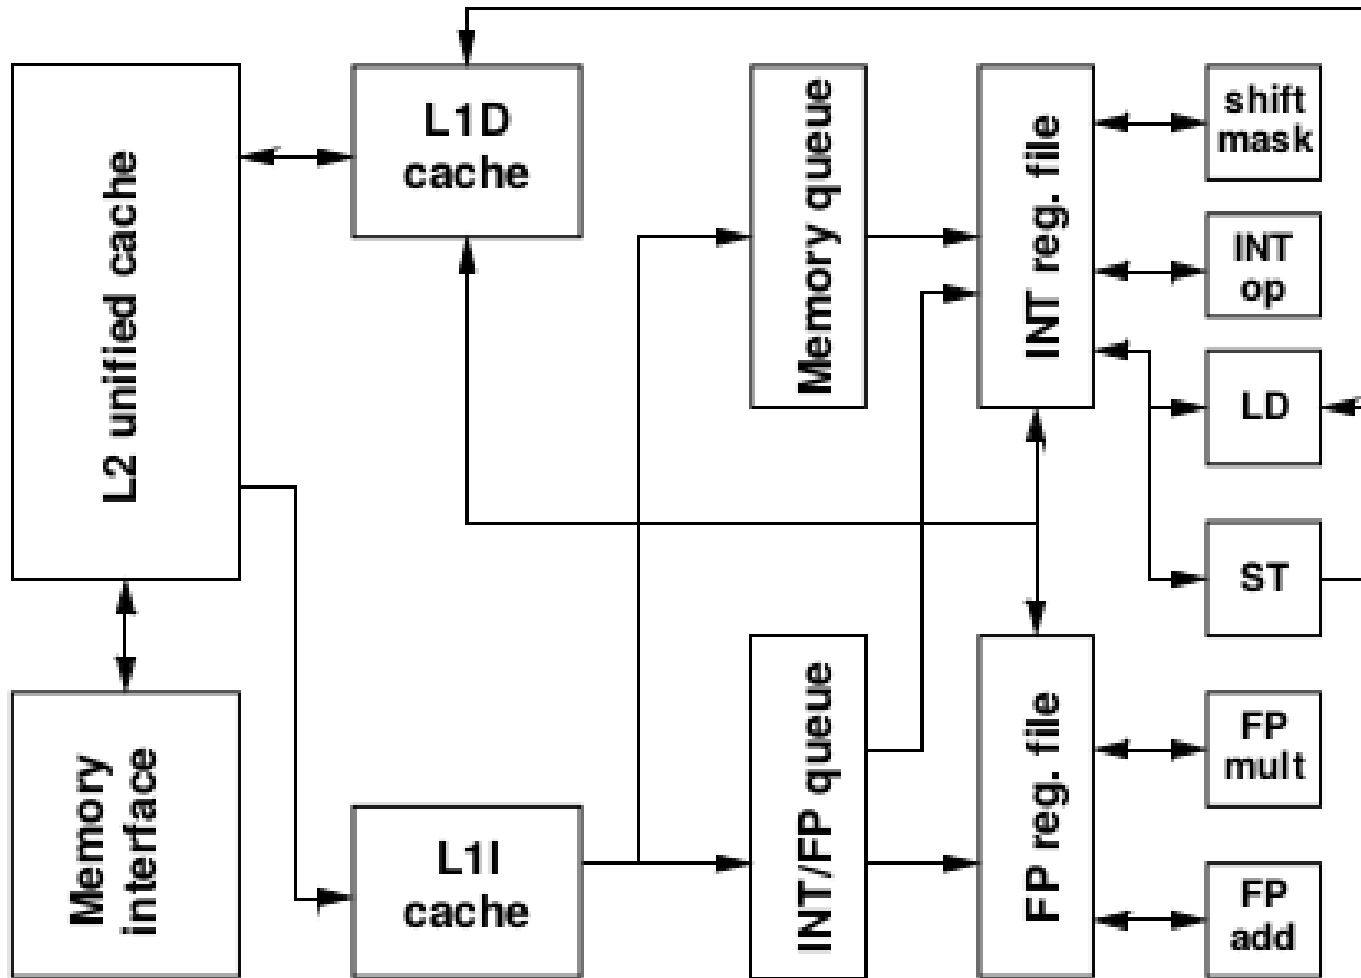 L2 unified cache
Memory
interface
L1D
cache
L1I
cache
Memory queue
INT/FP queue
INT reg. file
FP reg. file
shift
mask
INT
op
LD
ST
FP
mult
FP
add